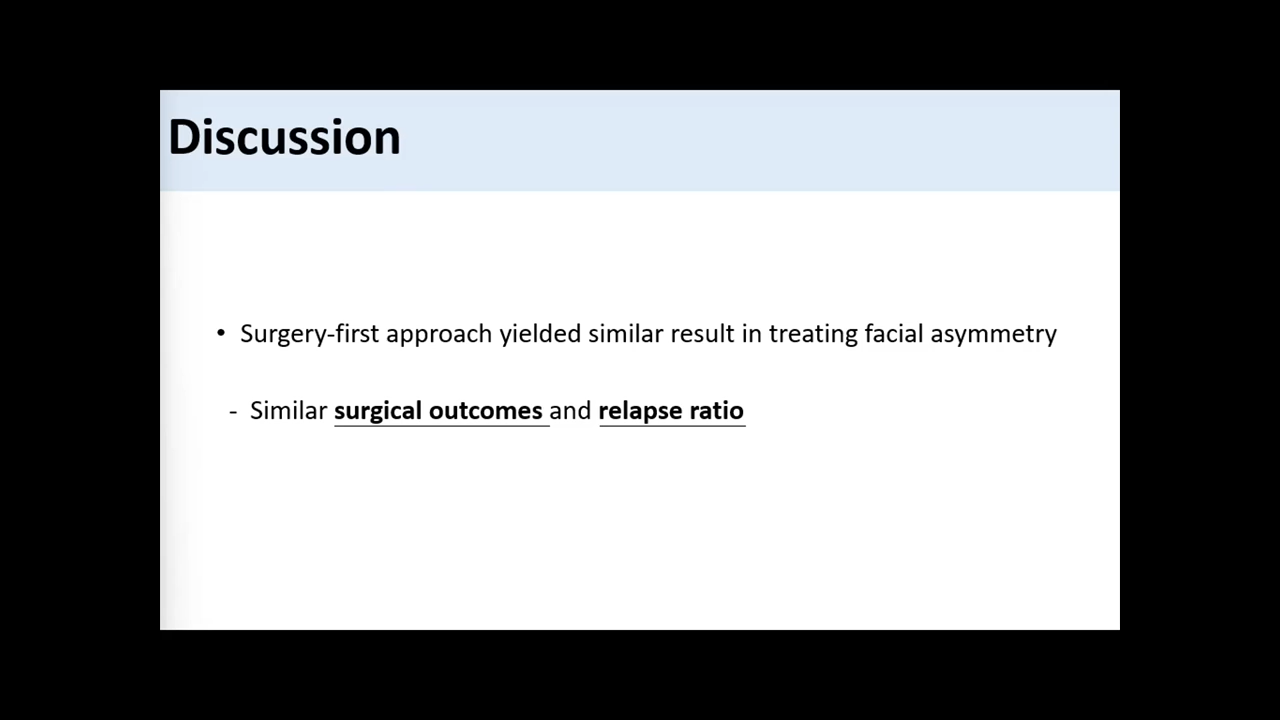 Discussion
• Surgery-first approach yielded similar result in treating facial asymmetry
- Similar surgical outcomes and relapse ratio